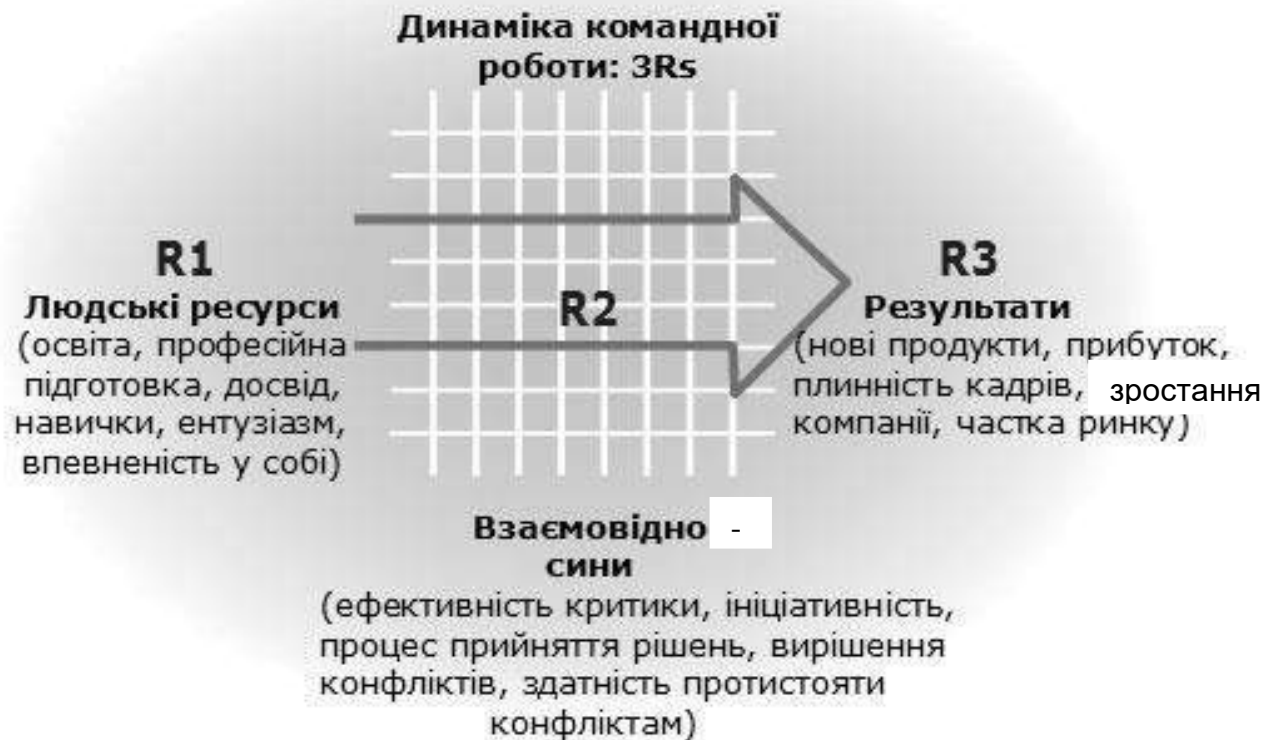 Динаміка командної
роботи: 3Rs
R1
Людські ресурси
(освіта, професійна
підготовка, досвід,
навички, ентузіазм,
впевненість у собі)
R2
R3
Результати
(нові продукти, прибуток,
плинність кадрів, зростання
компанії, частка ринку)
Взаємовідно -
сини
(ефективність критики, ініціативність,
процес прийняття рішень, вирішення
конфліктів, здатність протистояти
конфліктам)